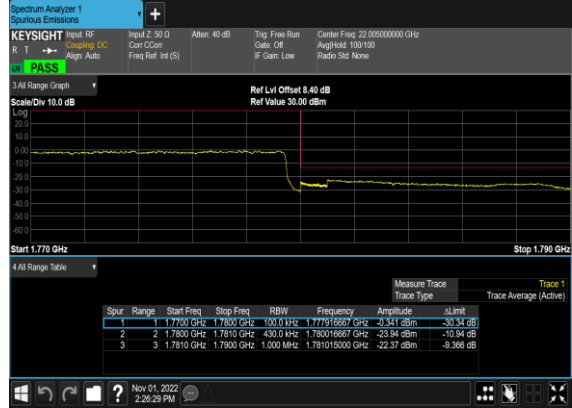 Spectrum Analyzer 1
Spurious Emissions
+
KEYSIGHT Input: RF Input Z: 50 Ω Atten: 40 dB Trig: Free Run Center Freq: 22.005000000 GHz
R T Coupling: DC Corr CCorr Gate: Off Avg|Hold: 100/100
Align: Auto Freq Ref: Int (S) IF Gain: Low Radio Std: None
PASS
3 All Range Graph
Ref Lvl Offset 8.40 dB
Scale/Div 10.0 dB Ref Value 30.00 dBm
Log
20.0
10.0
0.00
-10.0
-20.0
-30.0
-40.0
-50.0
-60.0
Start 1.770 GHz Stop 1.790 GHz
4 All Range Table
Measure Trace Trace 1
Trace Type Trace Average (Active)
Spur Range Start Freq Stop Freq RBW Frequency Amplitude ΔLimit
1 1 1.7700 GHz 1.7800 GHz 100.0 kHz 1.777916667 GHz -0.341 dBm -30.34 dB
2 2 1.7800 GHz 1.7810 GHz 430.0 kHz 1.780016667 GHz -23.94 dBm -10.94 dB
3 3 1.7810 GHz 1.7900 GHz 1.000 MHz 1.781015000 GHz -22.37 dBm -9.366 dB
? Nov 01, 2022
2:26:29 PM